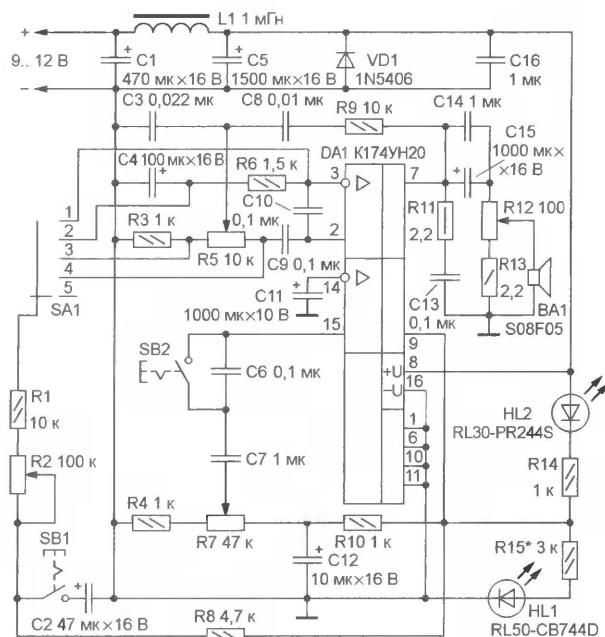 L1 1 мГн
+
9... 12 В
−
C1
470 мк×16 В
C5
1500 мк×16 В
VD1
1N5406
C16
1 мк
C3 0,022 мк
C8 0,01 мк
R9 10 к
C14 1 мк
C15
1000 мк×
×16 В
C4 100 мк×16 В
R6 1,5 к
DA1 К174УН20
3
7
C10
0,1 мк
R11
2,2
R12 100
1
2
3
4
5
SA1
R3 1 к
R5 10 к
C9 0,1 мк
2
14
C11
1000 мк×10 В
15
C13
0,1 мк
R13
2,2
BA1
S08F05
9
8
+U
16
−U
1
6
10
11
SB2
C6 0,1 мк
C7 1 мк
HL2
RL30-PR244S
R1
10 к
R2 100 к
R14
1 к
R4 1 к
R7 47 к
R10 1 к
SB1
C12
10 мк×16 В
R15* 3 к
HL1
RL50-CB744D
C2 47 мк×16 В
R8 4,7 к